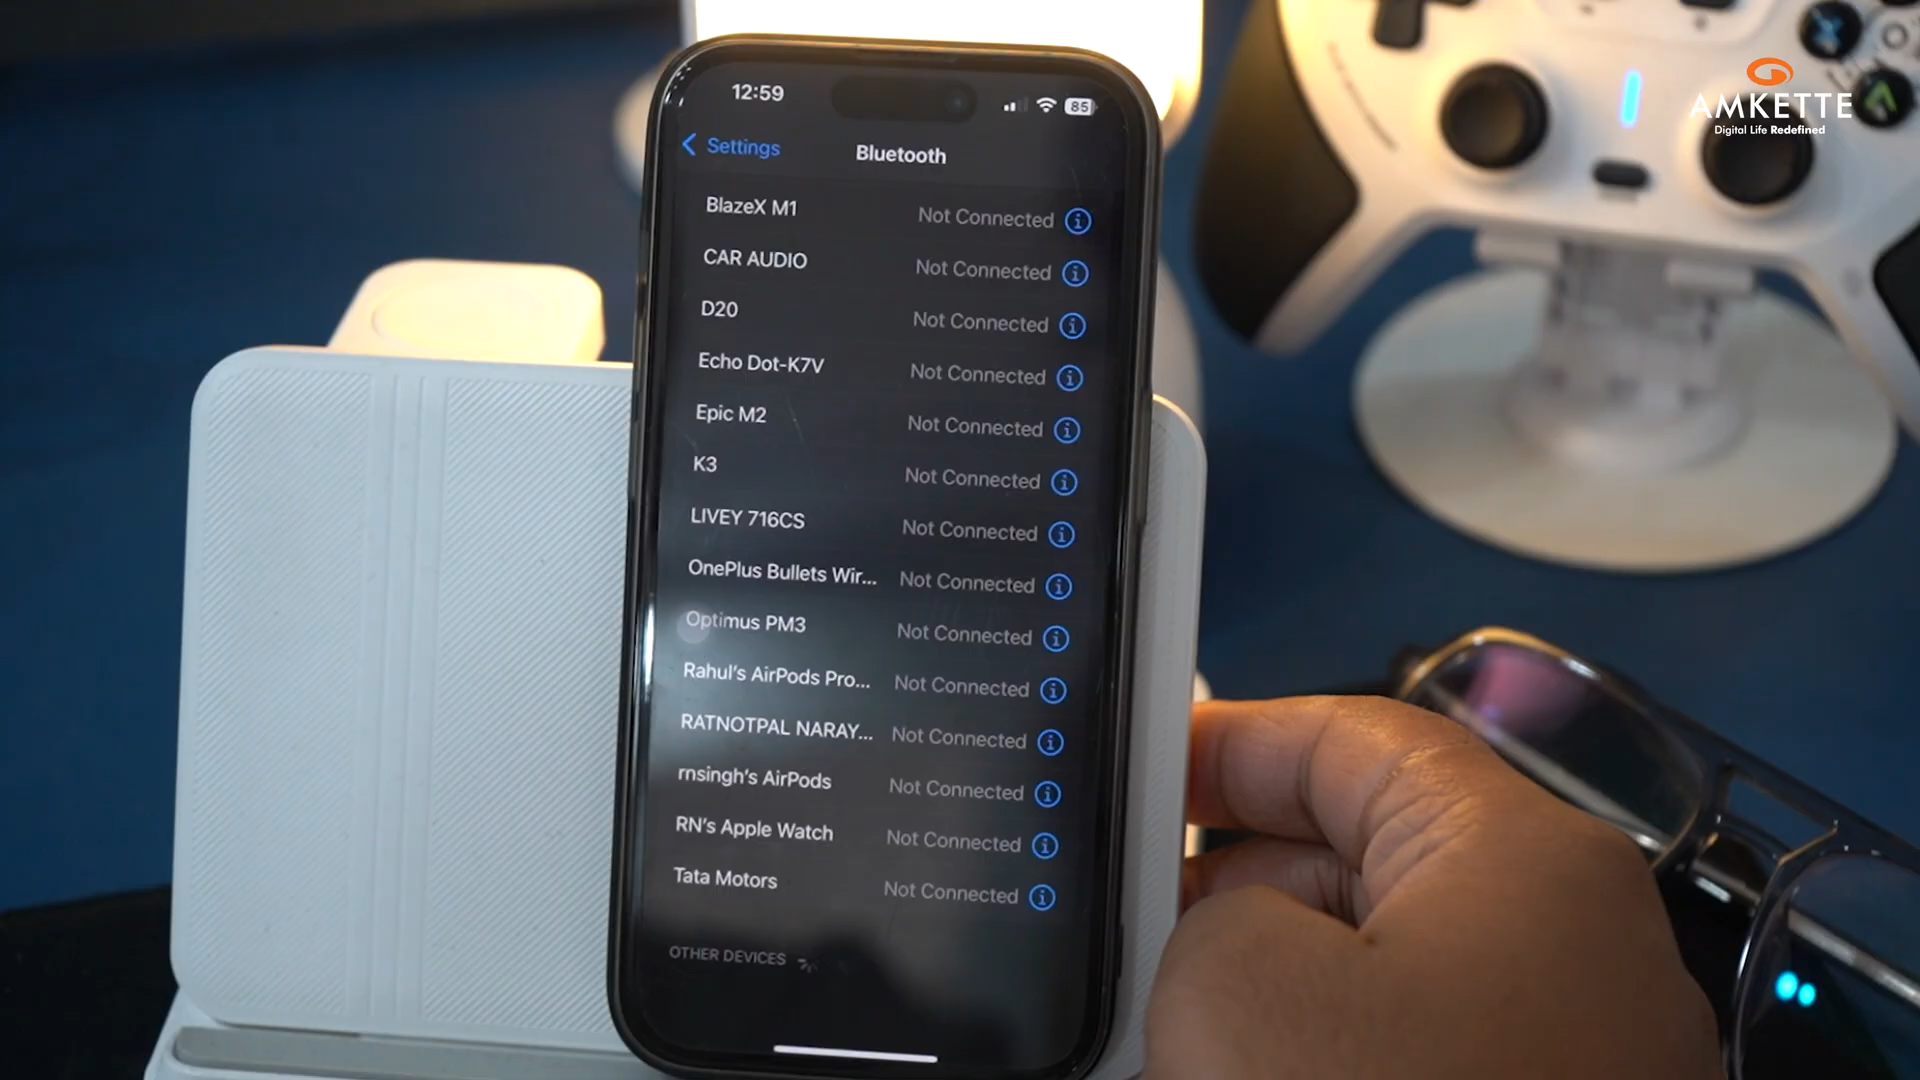 12:59
85
Settings
Bluetooth
BlazeX M1 Not Connected
CAR AUDIO Not Connected
D20 Not Connected
Echo Dot-K7V Not Connected
Epic M2 Not Connected
K3 Not Connected
LIVEY 716CS Not Connected
OnePlus Bullets Wir... Not Connected
Optimus PM3 Not Connected
Rahul's AirPods Pro... Not Connected
RATNOTPAL NARAY... Not Connected
rnsingh's AirPods Not Connected
RN's Apple Watch Not Connected
Tata Motors Not Connected
OTHER DEVICES
AMKETTE
Digital Life Redefined
X
A